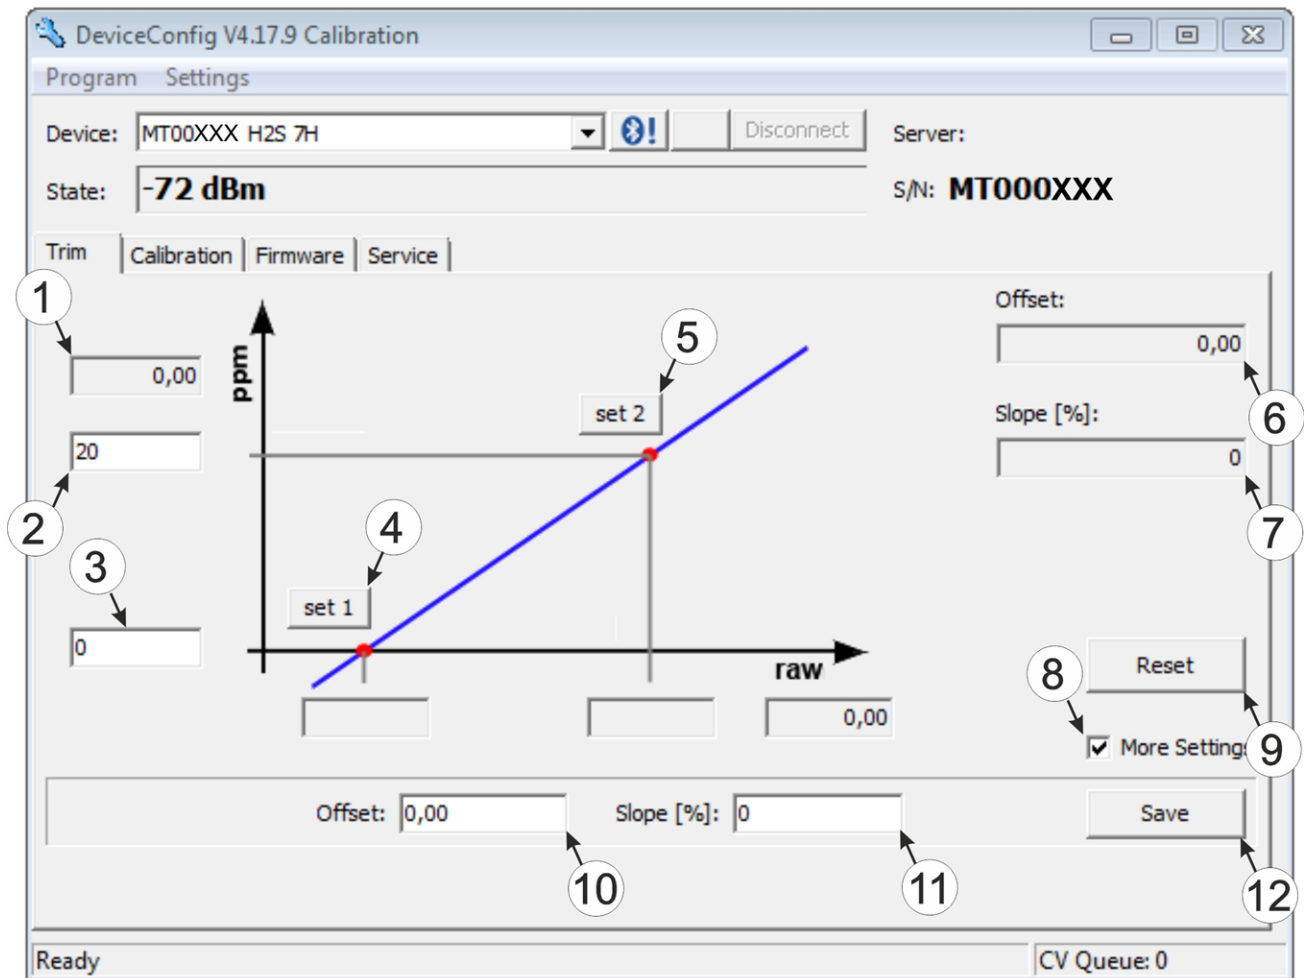 DeviceConfig V4.17.9 Calibration
Program Settings
Device: MT00XXX H2S 7H Disconnect Server:
State: -72 dBm S/N: MT000XXX
Trim Calibration Firmware Service
1 Offset:
5 0,00
ppm 0,00
set 2 6
Slope [%]:
20 0
2 4 7
3
set 1
0
raw Reset
8
0,00
More Setting 9
Offset: 0,00 Slope [%]: 0 Save
10 11 12
Ready CV Queue: 0